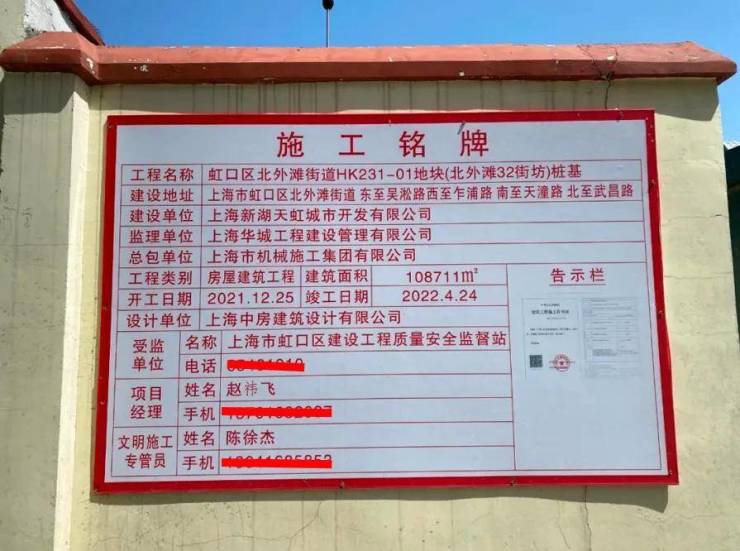 施工铭牌
工程名称 虹口区北外滩街道HK231-01地块(北外滩32街坊)桩基
建设地址 上海市虹口区北外滩街道 东至吴淞路西至乍浦路 南至天潼路 北至武昌路
建设单位 上海新湖天虹城市开发有限公司
监理单位 上海华城工程建设管理有限公司
总包单位 上海市机械施工集团有限公司
工程类别 房屋建筑工程 建筑面积 108711㎡
开工日期 2021.12.25 竣工日期 2022.4.24
设计单位 上海中房建筑设计有限公司
受监单位 名称 上海市虹口区建设工程质量安全监督站
电话
项目经理 姓名 赵祎飞
手机
文明施工专管员 姓名 陈徐杰
手机
告示栏